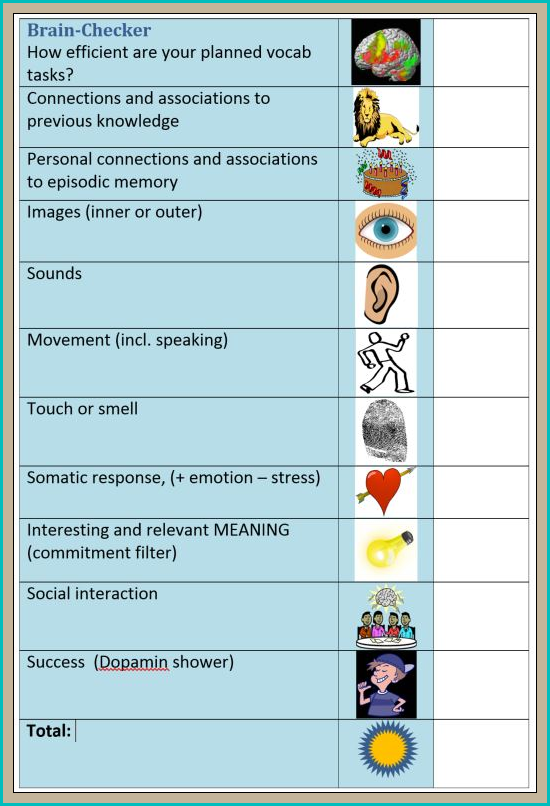 Brain-Checker
How efficient are your planned vocab
tasks?
Connections and associations to
previous knowledge
Personal connections and associations
to episodic memory
Images (inner or outer)
Sounds
Movement (incl. speaking)
Touch or smell
Somatic response, (+ emotion – stress)
Interesting and relevant MEANING
(commitment filter)
Social interaction
Success  (Dopamin shower)
Total: